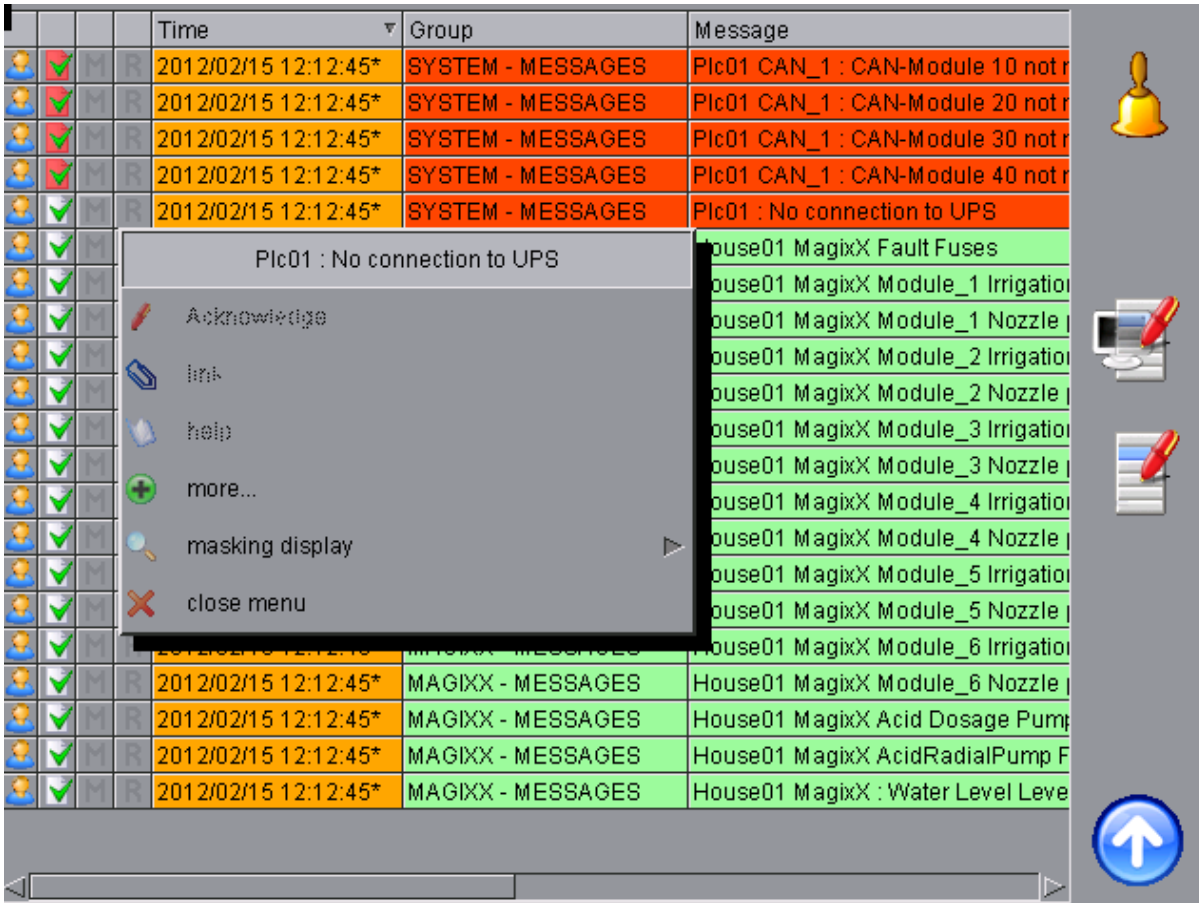 Time Group Message
M R 2012/02/15 12:12:45* SYSTEM - MESSAGES Plc01 CAN_1 : CAN-Module 10 not
M R 2012/02/15 12:12:45* SYSTEM - MESSAGES Plc01 CAN_1 : CAN-Module 20 not
M R 2012/02/15 12:12:45* SYSTEM - MESSAGES Plc01 CAN_1 : CAN-Module 30 not
M R 2012/02/15 12:12:45* SYSTEM - MESSAGES Plc01 CAN_1 : CAN-Module 40 not
M R 2012/02/15 12:12:45* SYSTEM - MESSAGES Plc01 : No connection to UPS
Plc01 : No connection to UPS
Acknowledge
link
help
more...
masking display
close menu
M House01 MagixX Fault Fuses
M ouse01 MagixX Module_1 Irrigation
M ouse01 MagixX Module_1 Nozzle
M ouse01 MagixX Module_2 Irrigation
M ouse01 MagixX Module_2 Nozzle
M ouse01 MagixX Module_3 Irrigation
M ouse01 MagixX Module_3 Nozzle
M ouse01 MagixX Module_4 Irrigation
M ouse01 MagixX Module_4 Nozzle
M ouse01 MagixX Module_5 Irrigation
M ouse01 MagixX Module_5 Nozzle
M House01 MagixX Module_6 Irrigation
M R 2012/02/15 12:12:45* MAGIXX - MESSAGES House01 MagixX Module_6 Nozzle
M R 2012/02/15 12:12:45* MAGIXX - MESSAGES House01 MagixX Acid Dosage Pump
M R 2012/02/15 12:12:45* MAGIXX - MESSAGES House01 MagixX AcidRadialPump F
M R 2012/02/15 12:12:45* MAGIXX - MESSAGES House01 MagixX : Water Level Leve